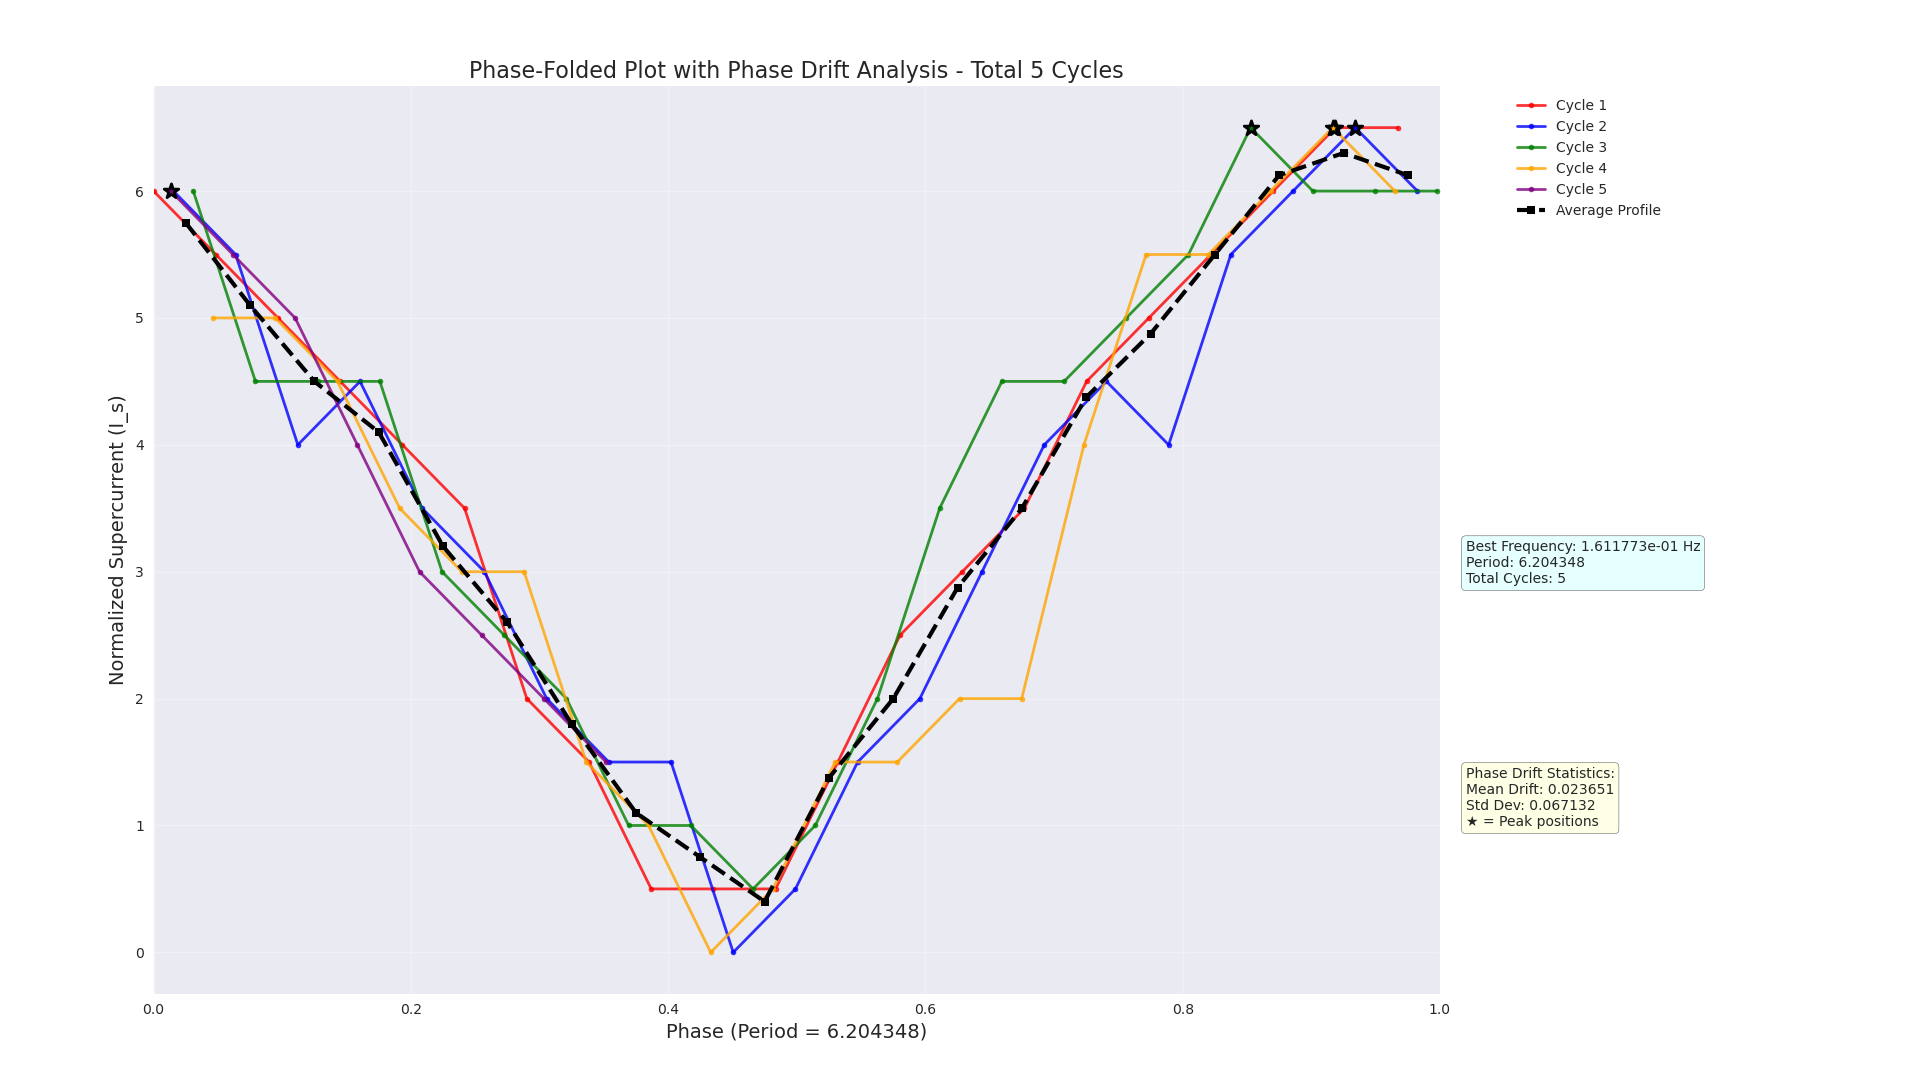 Phase-Folded Plot with Phase Drift Analysis - Total 5 Cycles
Cycle 1
Cycle 2
Cycle 3
Cycle 4
Cycle 5
Average Profile
Normalized Supercurrent (I_s)
6
5
4
3
2
1
0
0.0
0.2
0.4
0.6
0.8
1.0
Phase (Period = 6.204348)
Best Frequency: 1.611773e-01 Hz
Period: 6.204348
Total Cycles: 5
Phase Drift Statistics:
Mean Drift: 0.023651
Std Dev: 0.067132
★ = Peak positions